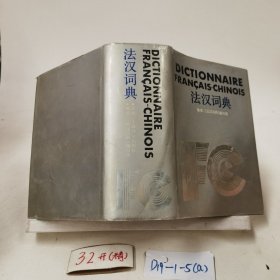 DICTIONNAIRE
FRANÇAIS-CHINOIS
法汉词典
DICTIONNAIRE
FRANÇAIS-CHINOIS
法汉词典
FC
32开(精)
D19-1-5(a)